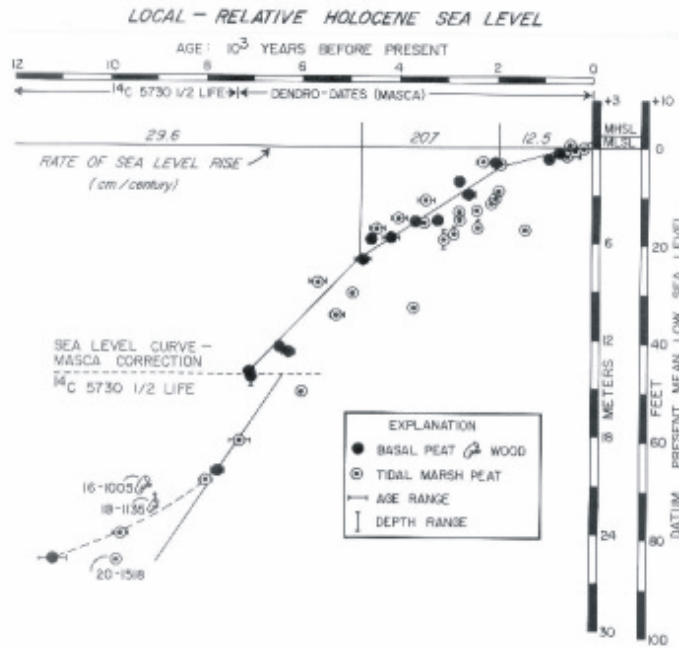 LOCAL – RELATIVE HOLOCENE SEA LEVEL
AGE: 10³ YEARS BEFORE PRESENT
12 10 8 6 4 2 0
¹⁴C 5730 1/2 LIFE DENDRO-DATES (MASCA)
+3 +10
29.6 207 12.5
MHSL
MLSL
0 0
RATE OF SEA LEVEL RISE
(cm/century)
6 20
12 40
SEA LEVEL CURVE –
MASCA CORRECTION
¹⁴C 5730 1/2 LIFE
18 60
24 80
30 100
METERS
FEET
DATUM PRESENT MEAN LOW SEA LEVEL
EXPLANATION
BASAL PEAT WOOD
TIDAL MARSH PEAT
AGE RANGE
DEPTH RANGE
16-1005
18-1135
20-1518